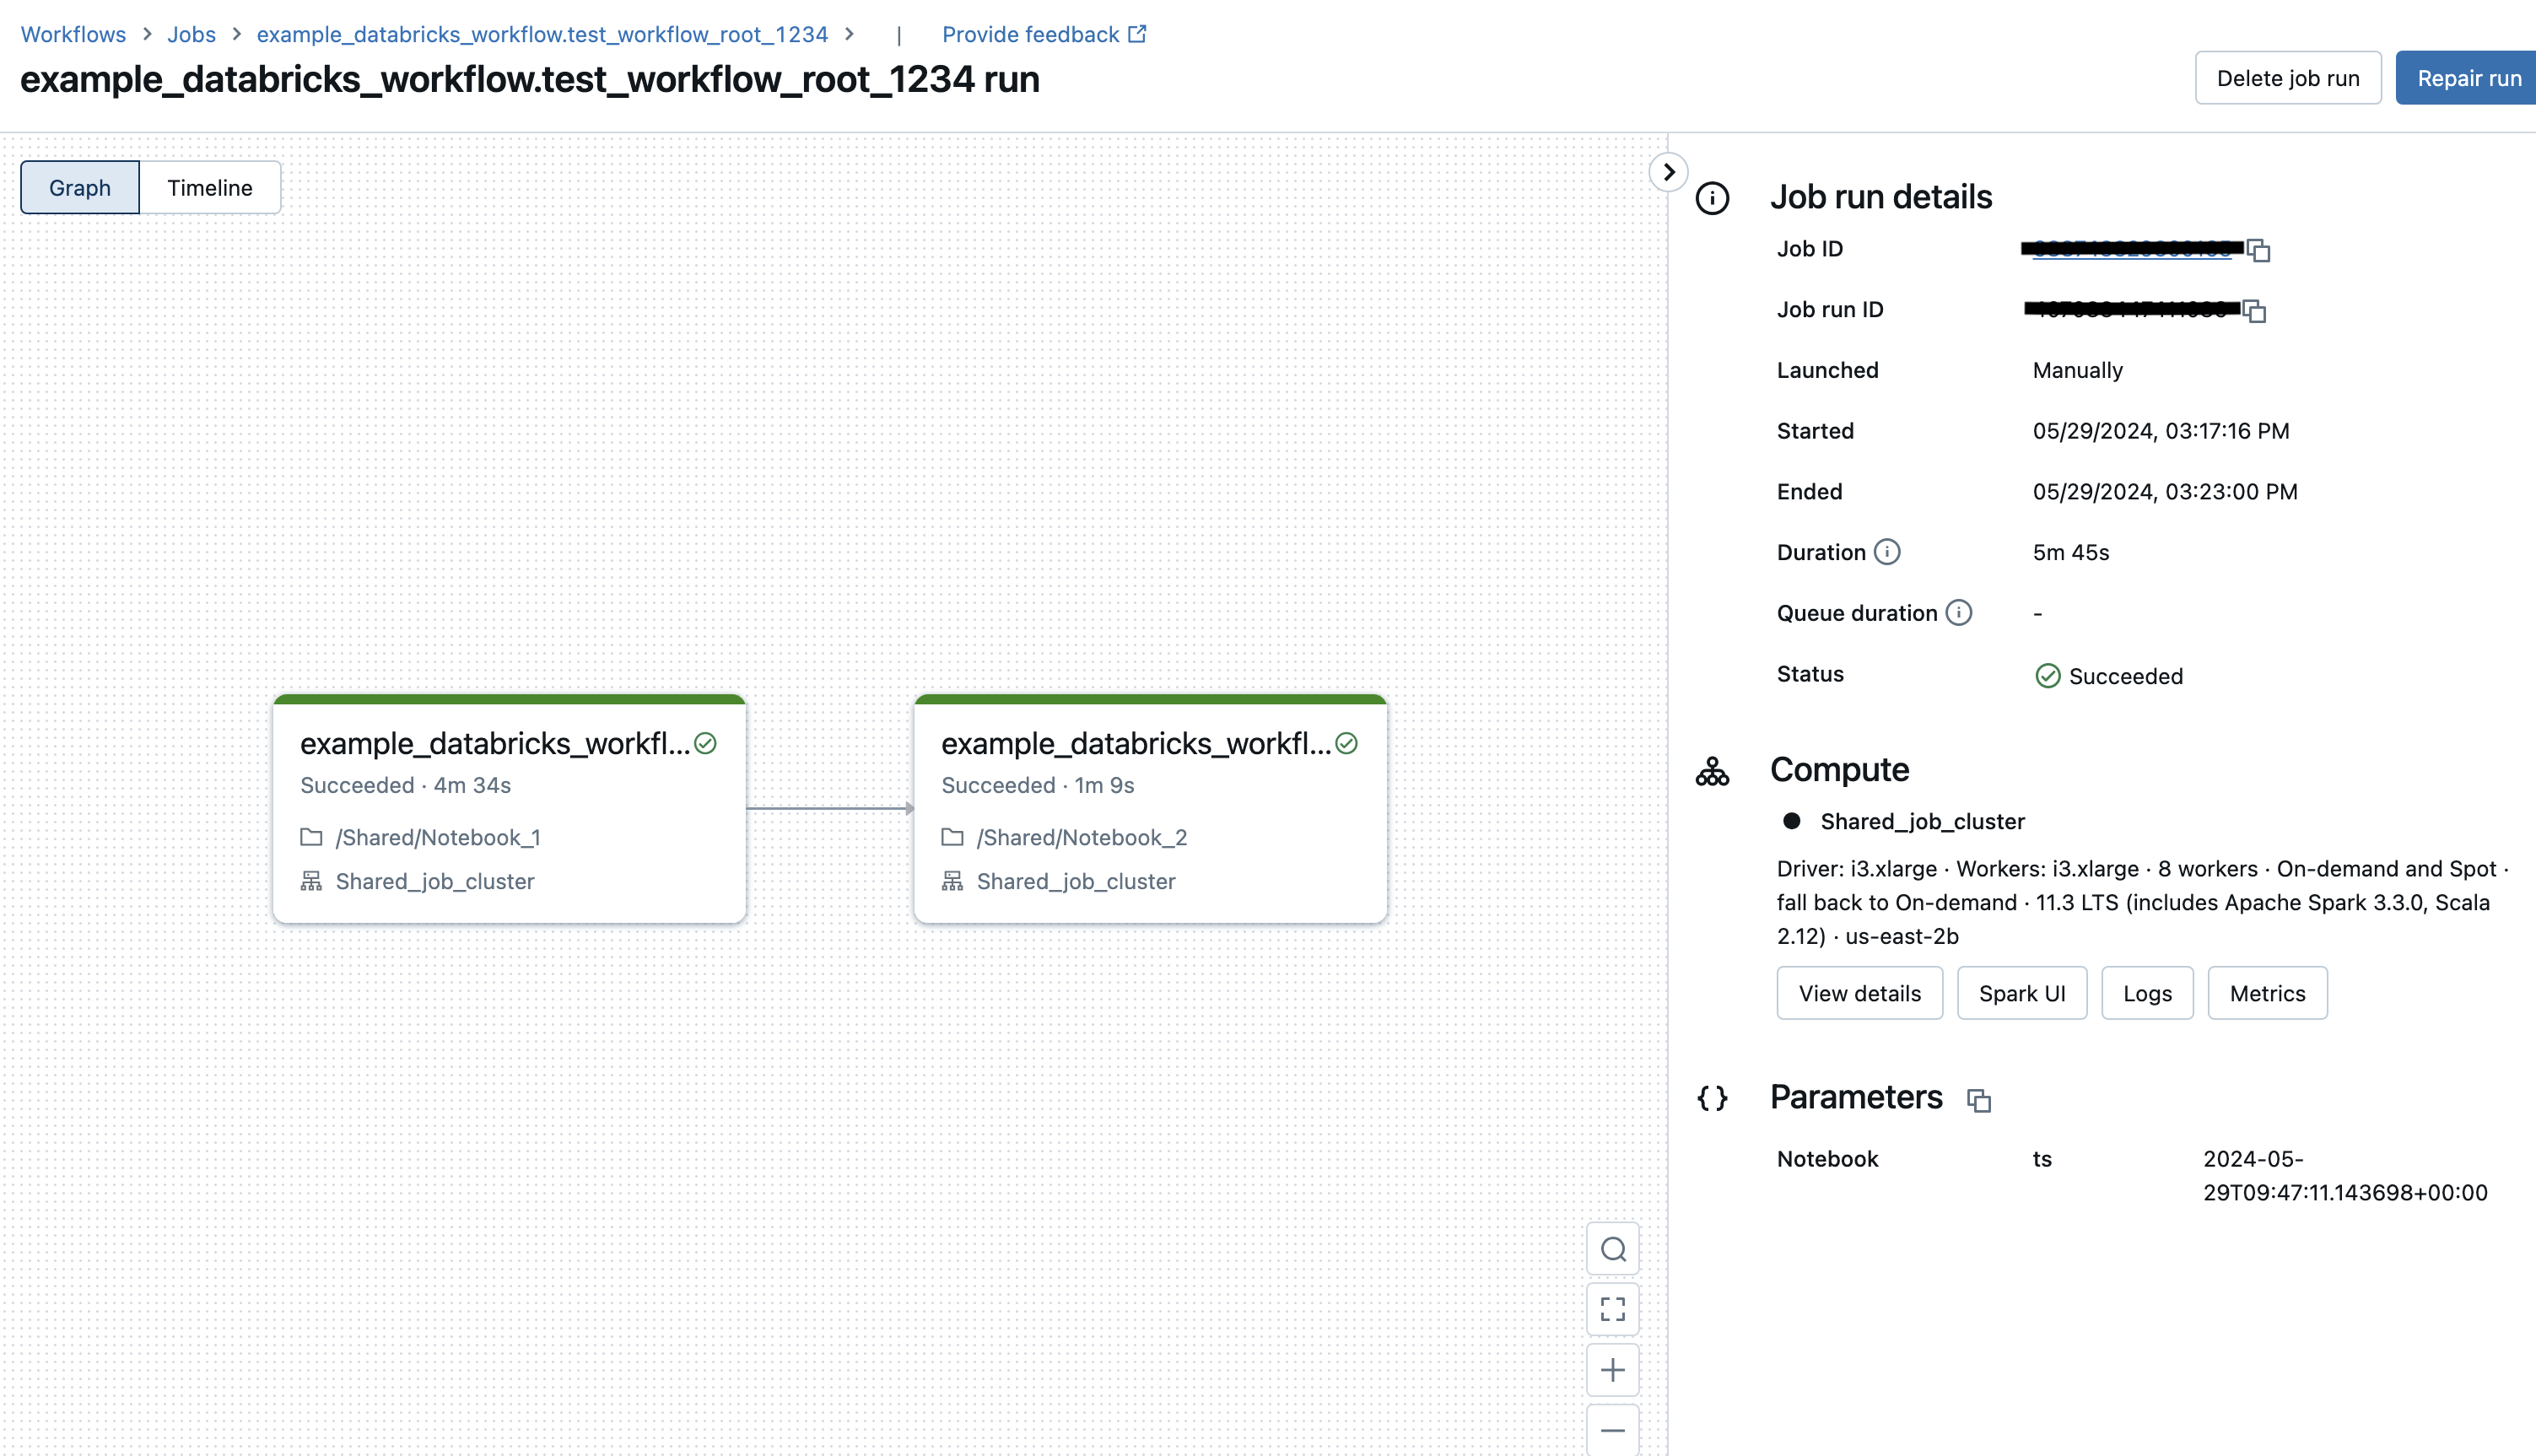 Workflows > Jobs > example_databricks_workflow.test_workflow_root_1234 > | Provide feedback
example_databricks_workflow.test_workflow_root_1234 run
Delete job run
Repair run
Graph
Timeline
example_databricks_workfl...
Succeeded · 4m 34s
/Shared/Notebook_1
Shared_job_cluster
example_databricks_workfl...
Succeeded · 1m 9s
/Shared/Notebook_2
Shared_job_cluster
Job run details
Job ID
Job run ID
Launched Manually
Started 05/29/2024, 03:17:16 PM
Ended 05/29/2024, 03:23:00 PM
Duration 5m 45s
Queue duration -
Status Succeeded
Compute
Shared_job_cluster
Driver: i3.xlarge · Workers: i3.xlarge · 8 workers · On-demand and Spot ·
fall back to On-demand · 11.3 LTS (includes Apache Spark 3.3.0, Scala
2.12) · us-east-2b
View details
Spark UI
Logs
Metrics
{} Parameters
Notebook ts 2024-05-
29T09:47:11.143698+00:00